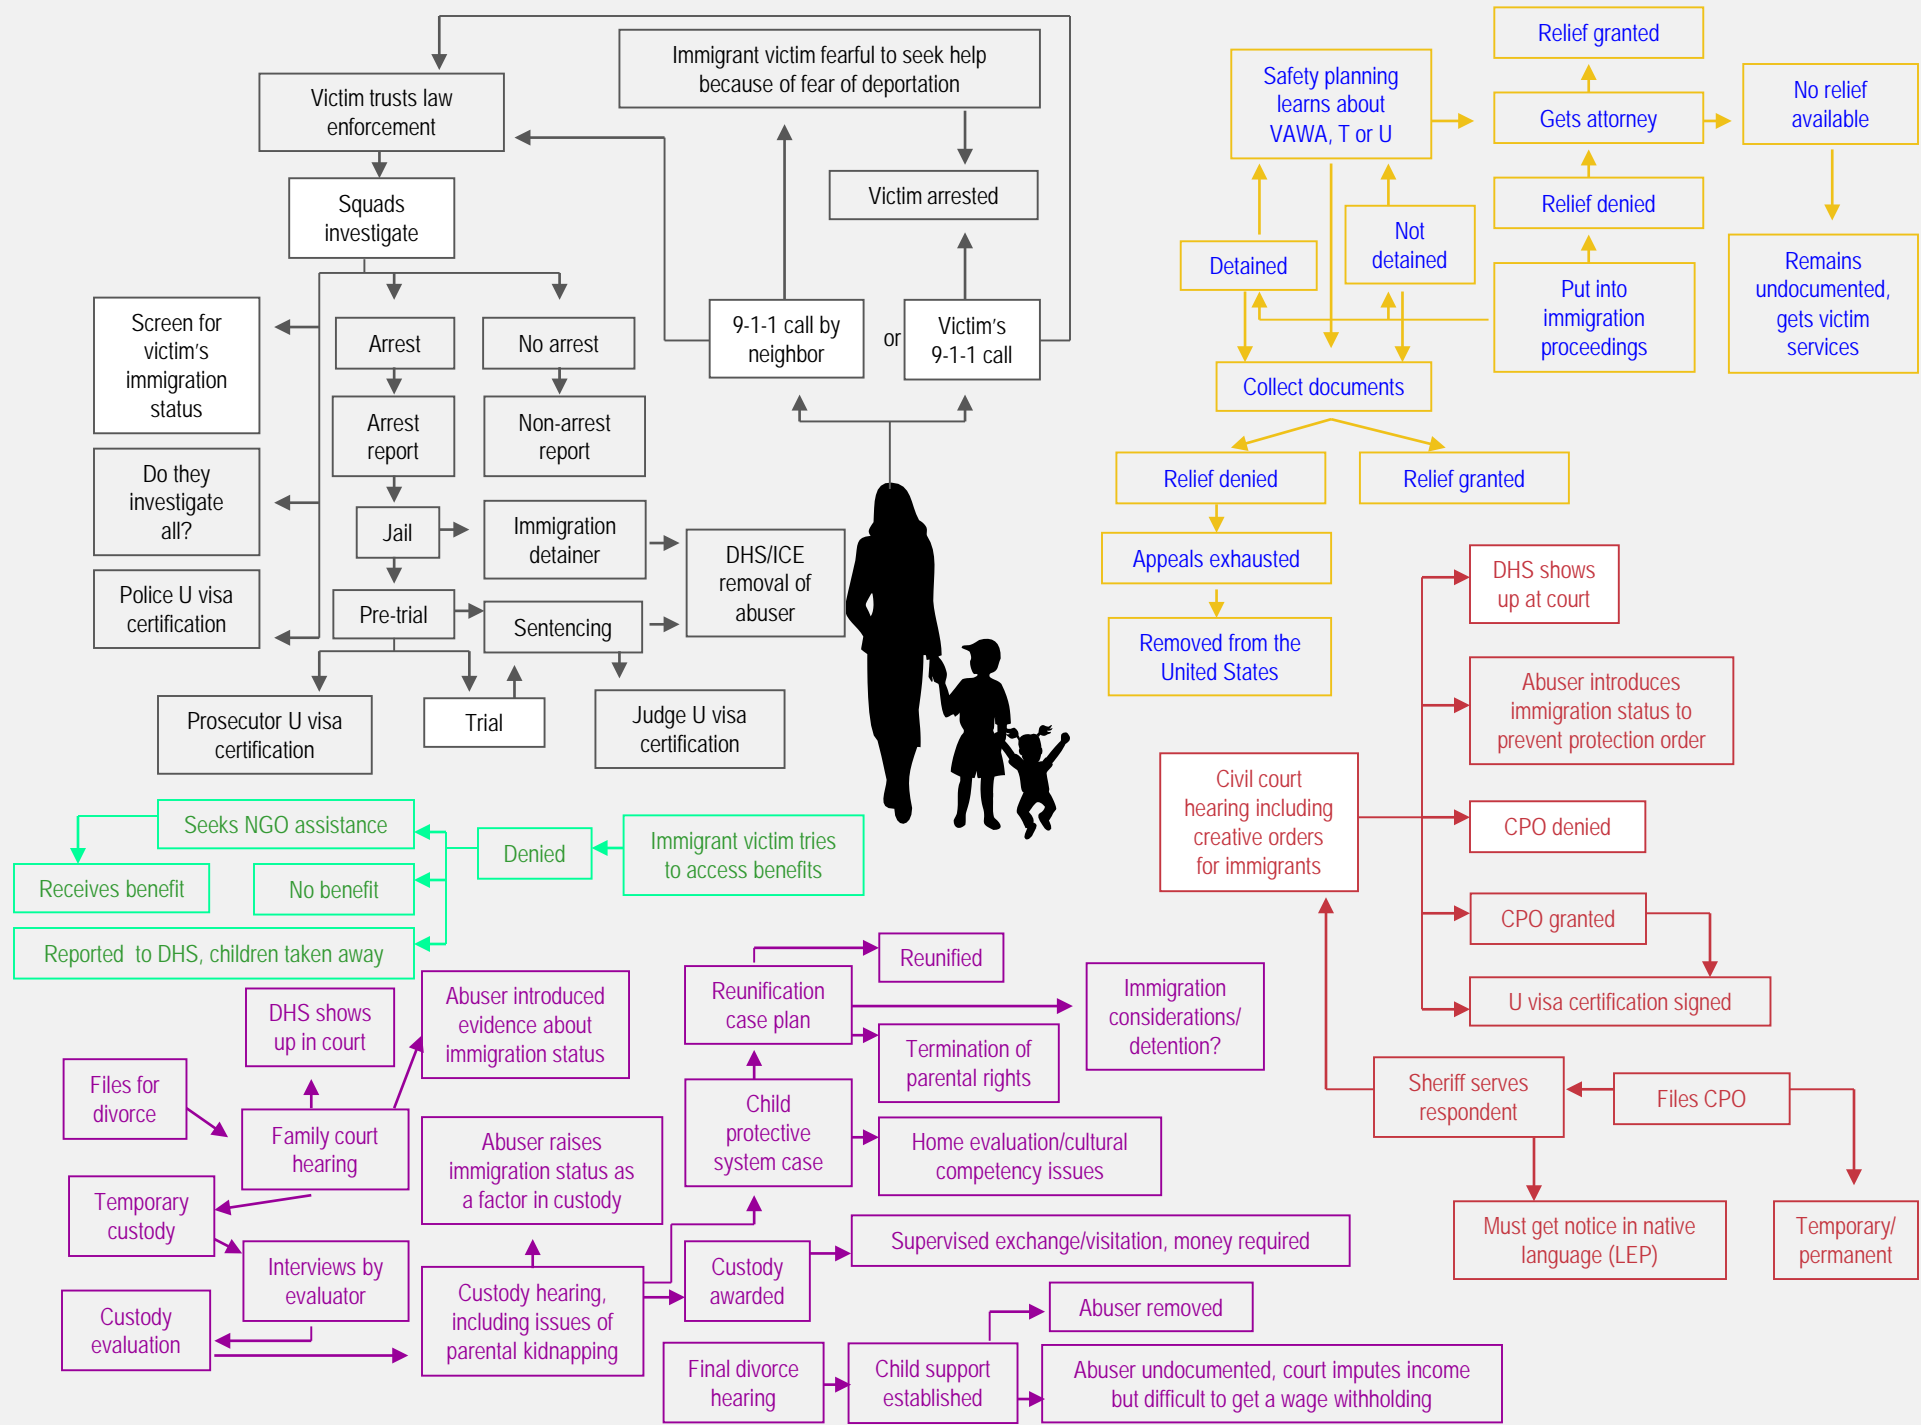 Immigrant victim fearful to seek help
because of fear of deportation
Victim trusts law
enforcement
Squads
investigate
Victim arrested
Screen for
victim's
immigration
status
Arrest
No arrest
9-1-1 call by
neighbor
or
Victim's
9-1-1 call
Do they
investigate
all?
Arrest
report
Non-arrest
report
Jail
Immigration
detainer
DHS/ICE
removal of
abuser
Police U visa
certification
Pre-trial
Sentencing
Prosecutor U visa
certification
Trial
Judge U visa
certification
Relief granted
Safety planning
learns about
VAWA, T or U
Gets attorney
No relief
available
Relief denied
Detained
Not
detained
Put into
immigration
proceedings
Remains
undocumented,
gets victim
services
Collect documents
Relief denied
Relief granted
Appeals exhausted
Removed from the
United States
DHS shows
up at court
Abuser introduces
immigration status to
prevent protection order
Civil court
hearing including
creative orders
for immigrants
CPO denied
CPO granted
U visa certification signed
Sheriff serves
respondent
Files CPO
Must get notice in native
language (LEP)
Temporary/
permanent
Seeks NGO assistance
Denied
Immigrant victim tries
to access benefits
Receives benefit
No benefit
Reported to DHS, children taken away
DHS shows
up in court
Abuser introduced
evidence about
immigration status
Files for
divorce
Family court
hearing
Temporary
custody
Interviews by
evaluator
Custody
evaluation
Abuser raises
immigration status as
a factor in custody
Custody hearing,
including issues of
parental kidnapping
Reunified
Reunification
case plan
Immigration
considerations/
detention?
Termination of
parental rights
Child
protective
system case
Home evaluation/cultural
competency issues
Custody
awarded
Supervised exchange/visitation, money required
Final divorce
hearing
Child support
established
Abuser removed
Abuser undocumented, court imputes income
but difficult to get a wage withholding